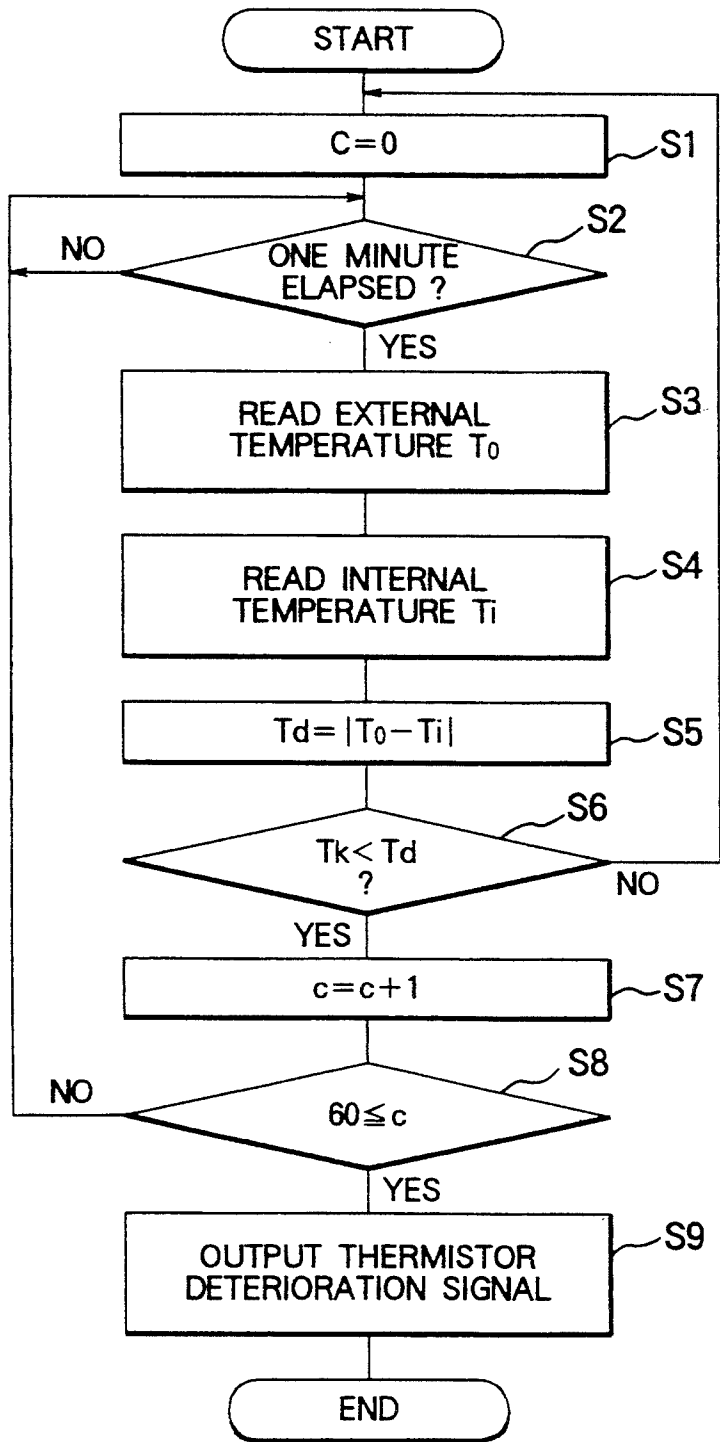 START
C=0
S1
NO
ONE MINUTE
ELAPSED ?
S2
YES
READ EXTERNAL
TEMPERATURE T₀
S3
READ INTERNAL
TEMPERATURE Ti
S4
Td=|T₀−Ti|
S5
Tk<Td
?
S6
NO
YES
c=c+1
S7
NO
60≦c
S8
YES
OUTPUT THERMISTOR
DETERIORATION SIGNAL
S9
END